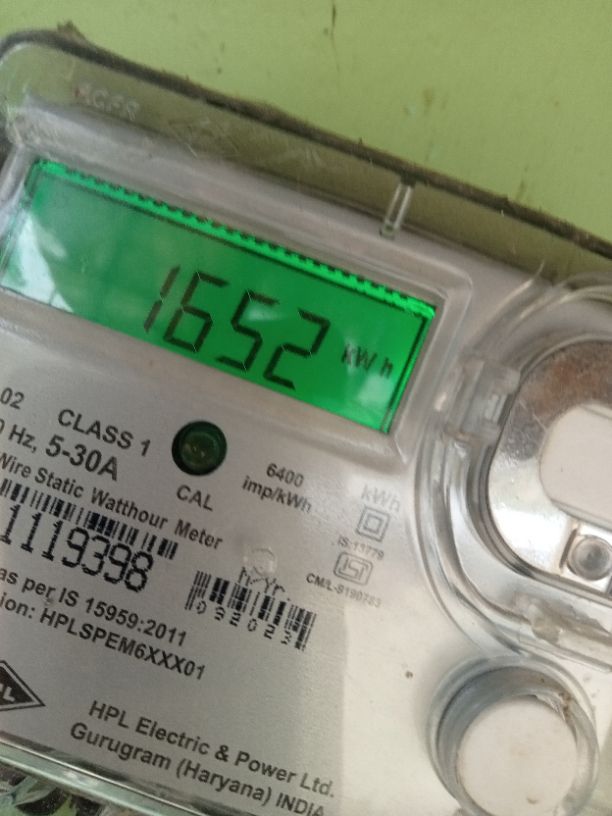 1652 kWh
02
CLASS 1
Hz, 5-30A
Wire Static Watthour Meter
CAL
6400
imp/kWh
kWh
IS:13779
CM/L-9190783
1119398
as per IS 15959:2011
ion: HPLSPEM6XXX01
HPL Electric & Power Ltd.
Gurugram (Haryana) INDIA